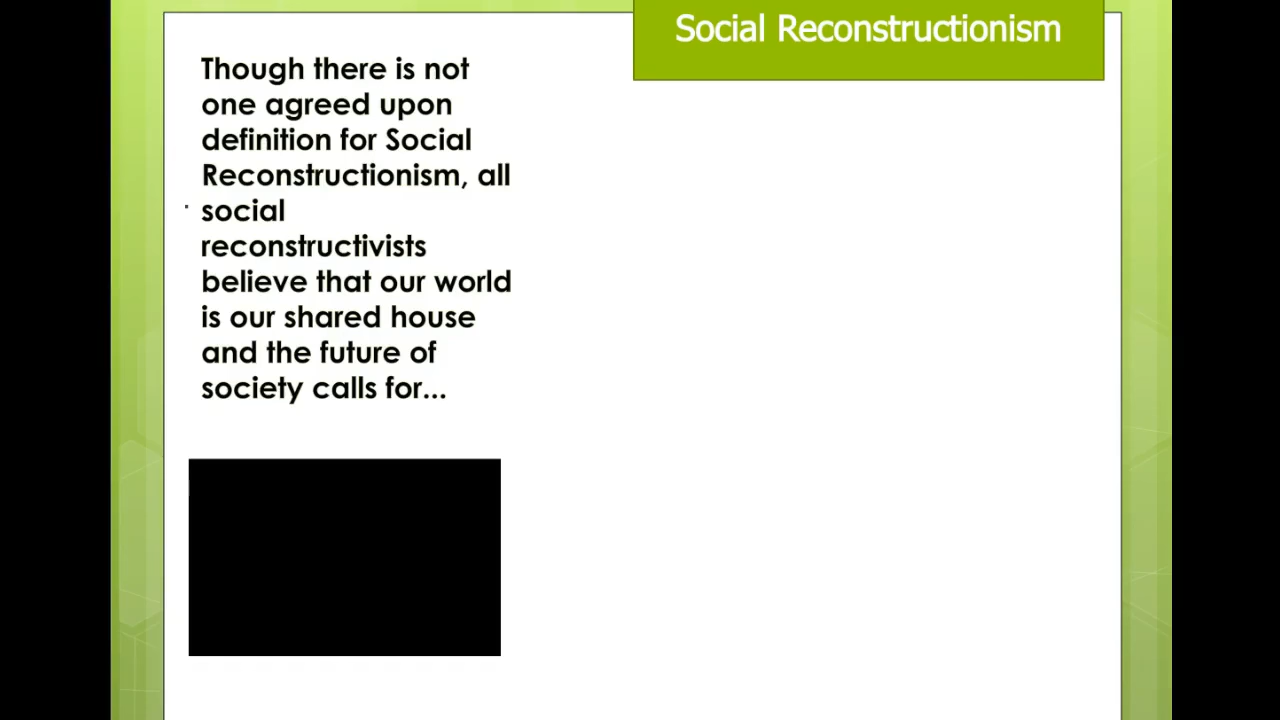 Social Reconstructionism
Though there is not
one agreed upon
definition for Social
Reconstructionism, all
social
reconstructivists
believe that our world
is our shared house
and the future of
society calls for...